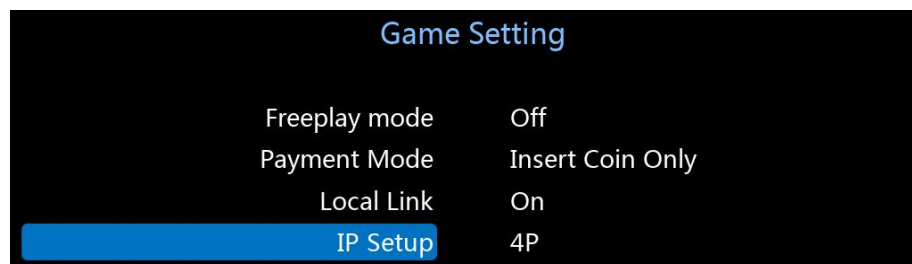 Game Setting
Freeplay mode Off
Payment Mode Insert Coin Only
Local Link On
IP Setup 4P